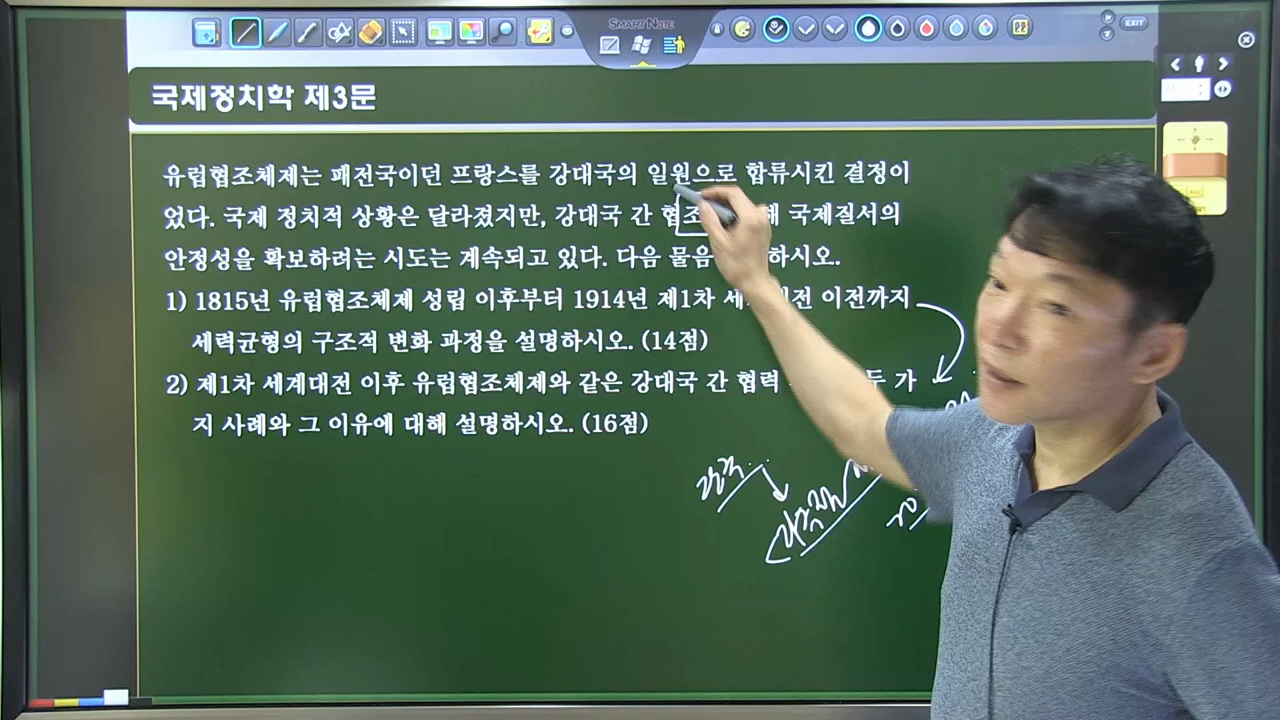 SMART NOTE
EXIT
국제정치학 제3문
유럽협조체제는 패전국이던 프랑스를 강대국의 일원으로 합류시킨 결정이
었다. 국제 정치적 상황은 달라졌지만, 강대국 간 협조 해 국제질서의
안정성을 확보하려는 시도는 계속되고 있다. 다음 물음 하시오.
1) 1815년 유럽협조체제 성립 이후부터 1914년 제1차 세계대전 이전까지
세력균형의 구조적 변화 과정을 설명하시오. (14점)
2) 제1차 세계대전 이후 유럽협조체제와 같은 강대국 간 협력 두 가
지 사례와 그 이유에 대해 설명하시오. (16점)